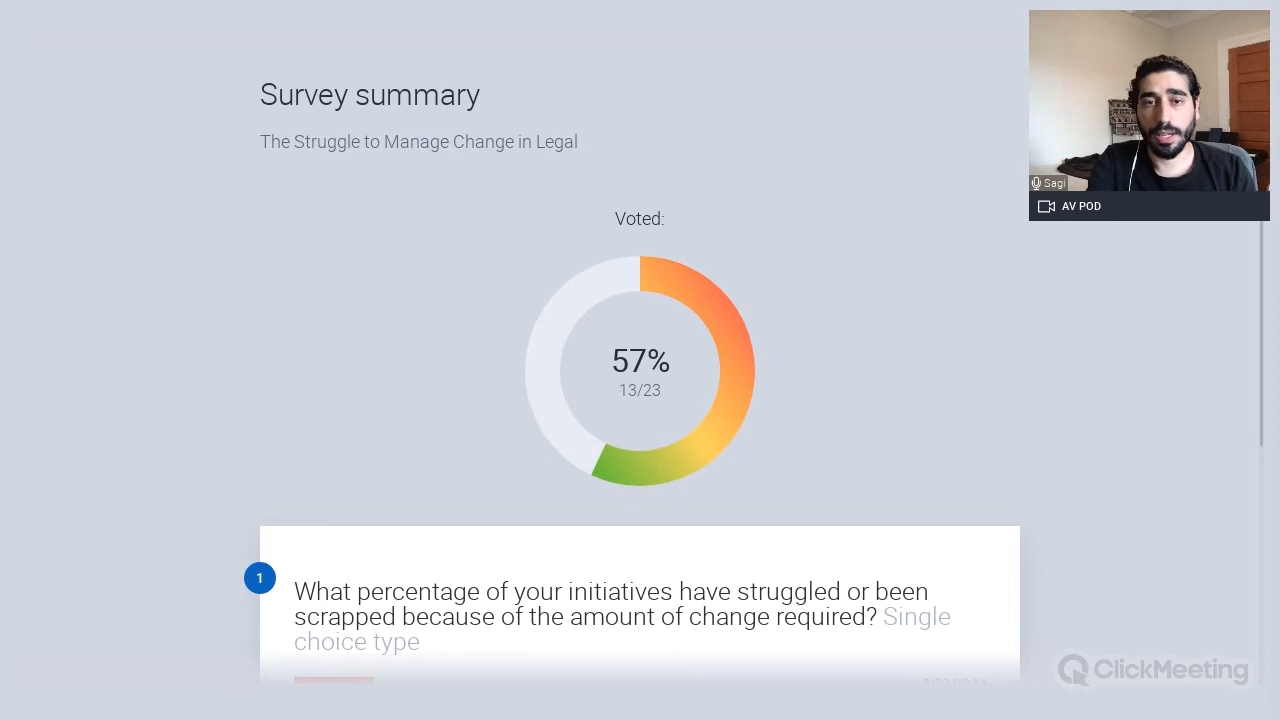 Survey summary
The Struggle to Manage Change in Legal
Voted:
57%
13/23
1
What percentage of your initiatives have struggled or been
scrapped because of the amount of change required? Single
choice type
Sagi
AV POD
ClickMeeting